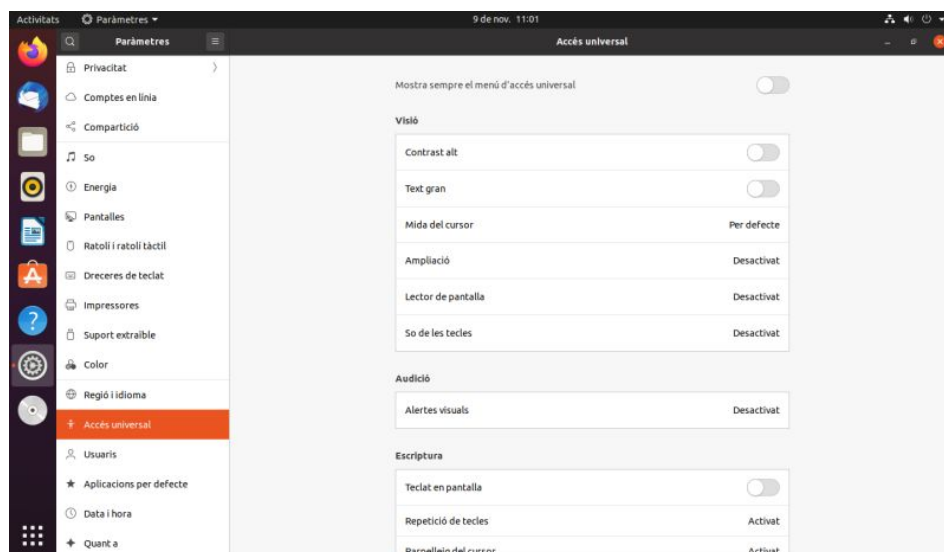 Activitats Paràmetres 9 de nov. 11:01
Paràmetres Accés universal
Privacitat
Comptes en línia
Compartició
So
Energia
Pantalles
Ratolí i ratolí tàctil
Dreceres de teclat
Impressores
Suport extraïble
Color
Regió i idioma
Accés universal
Usuaris
Aplicacions per defecte
Data i hora
Quant a
Mostra sempre el menú d'accés universal
Visió
Contrast alt
Text gran
Mida del cursor Per defecte
Ampliació Desactivat
Lector de pantalla Desactivat
So de les tecles Desactivat
Audició
Alertes visuals Desactivat
Escriptura
Teclat en pantalla
Repetició de tecles Activat
Parpelleig del cursor Activat